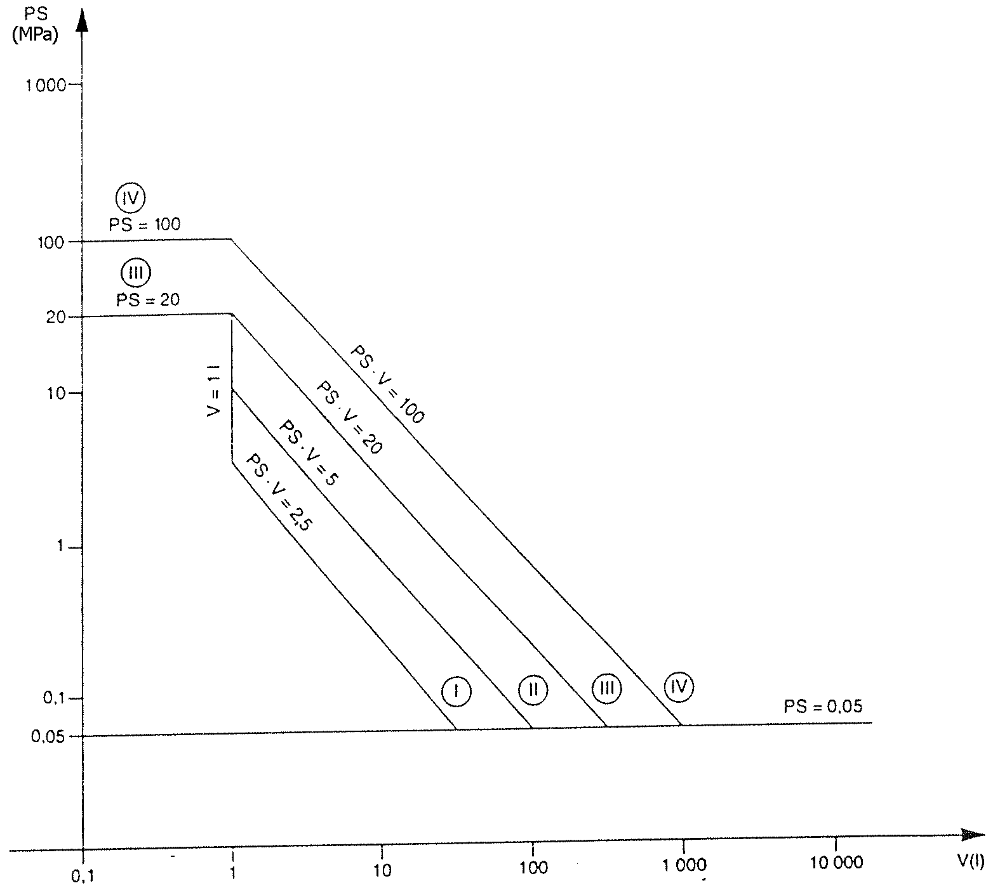 PS
(MPa)
1 000
IV
PS = 100
100
III
PS = 20
20
V = 1 l
10
PS · V = 100
PS · V = 20
PS · V = 5
PS · V = 2,5
1
0,1
I
II
III
IV
PS = 0,05
0,05
0,1
1
10
100
1 000
10 000
V(l)